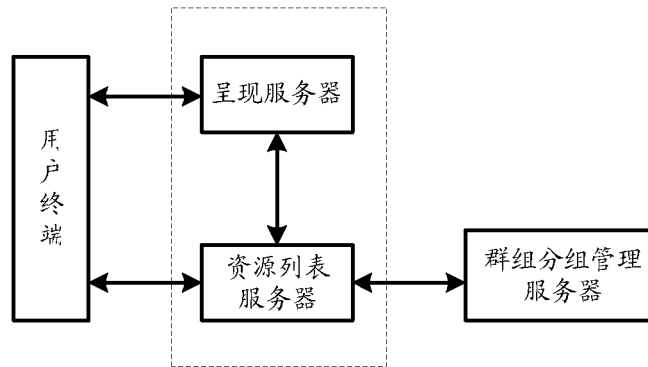 用户终端
呈现服务器
资源列表
服务器
群组分组管理
服务器